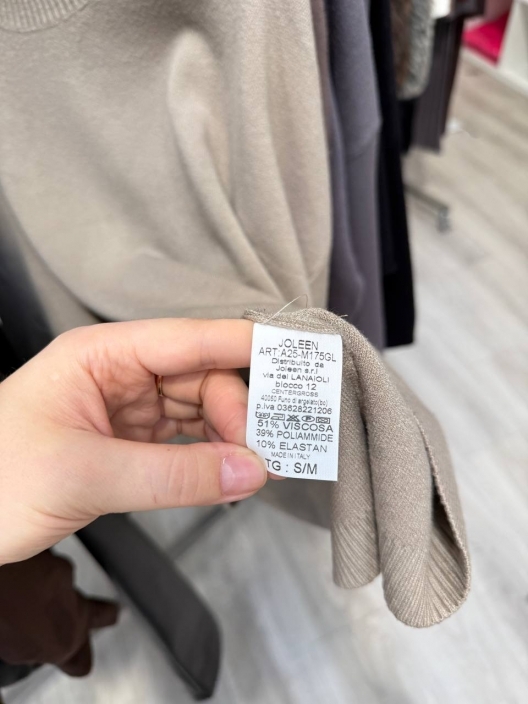 JOLEEN
ART:A25-M175GL
Distribuito da
Joleen s.r.l
via dei LANAIOLI
blocco 12
CENTERGROSS
40050 Funo di argelato(bo)
p.iva 03628221206
51% VISCOSA
39% POLIAMMIDE
10% ELASTAN
MADE IN ITALY
TG : S/M